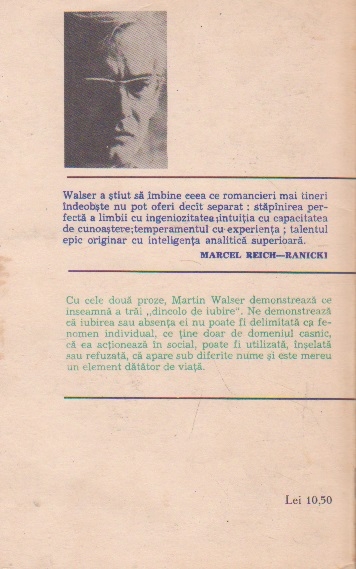 Walser a știut să îmbine ceea ce romancieri mai tineri
îndeobște nu pot oferi decît separat : stăpînirea per-
fectă a limbii cu ingeniozitatea;intuiția cu capacitatea
de cunoaștere;temperamentul cu experiența ; talentul
epic originar cu inteligența analitică superioară.
MARCEL REICH—RANICKI
Cu cele două proze, Martin Walser demonstrează ce
înseamnă a trăi „dincolo de iubire“. Ne demonstrează
că iubirea sau absența ei nu poate fi delimitată ca fe-
nomen individual, ce ține doar de domeniul casnic,
că ea acționează în social, poate fi utilizată, înșelată
sau refuzată, că apare sub diferite nume și este mereu
un element dătător de viață.
Lei 10,50